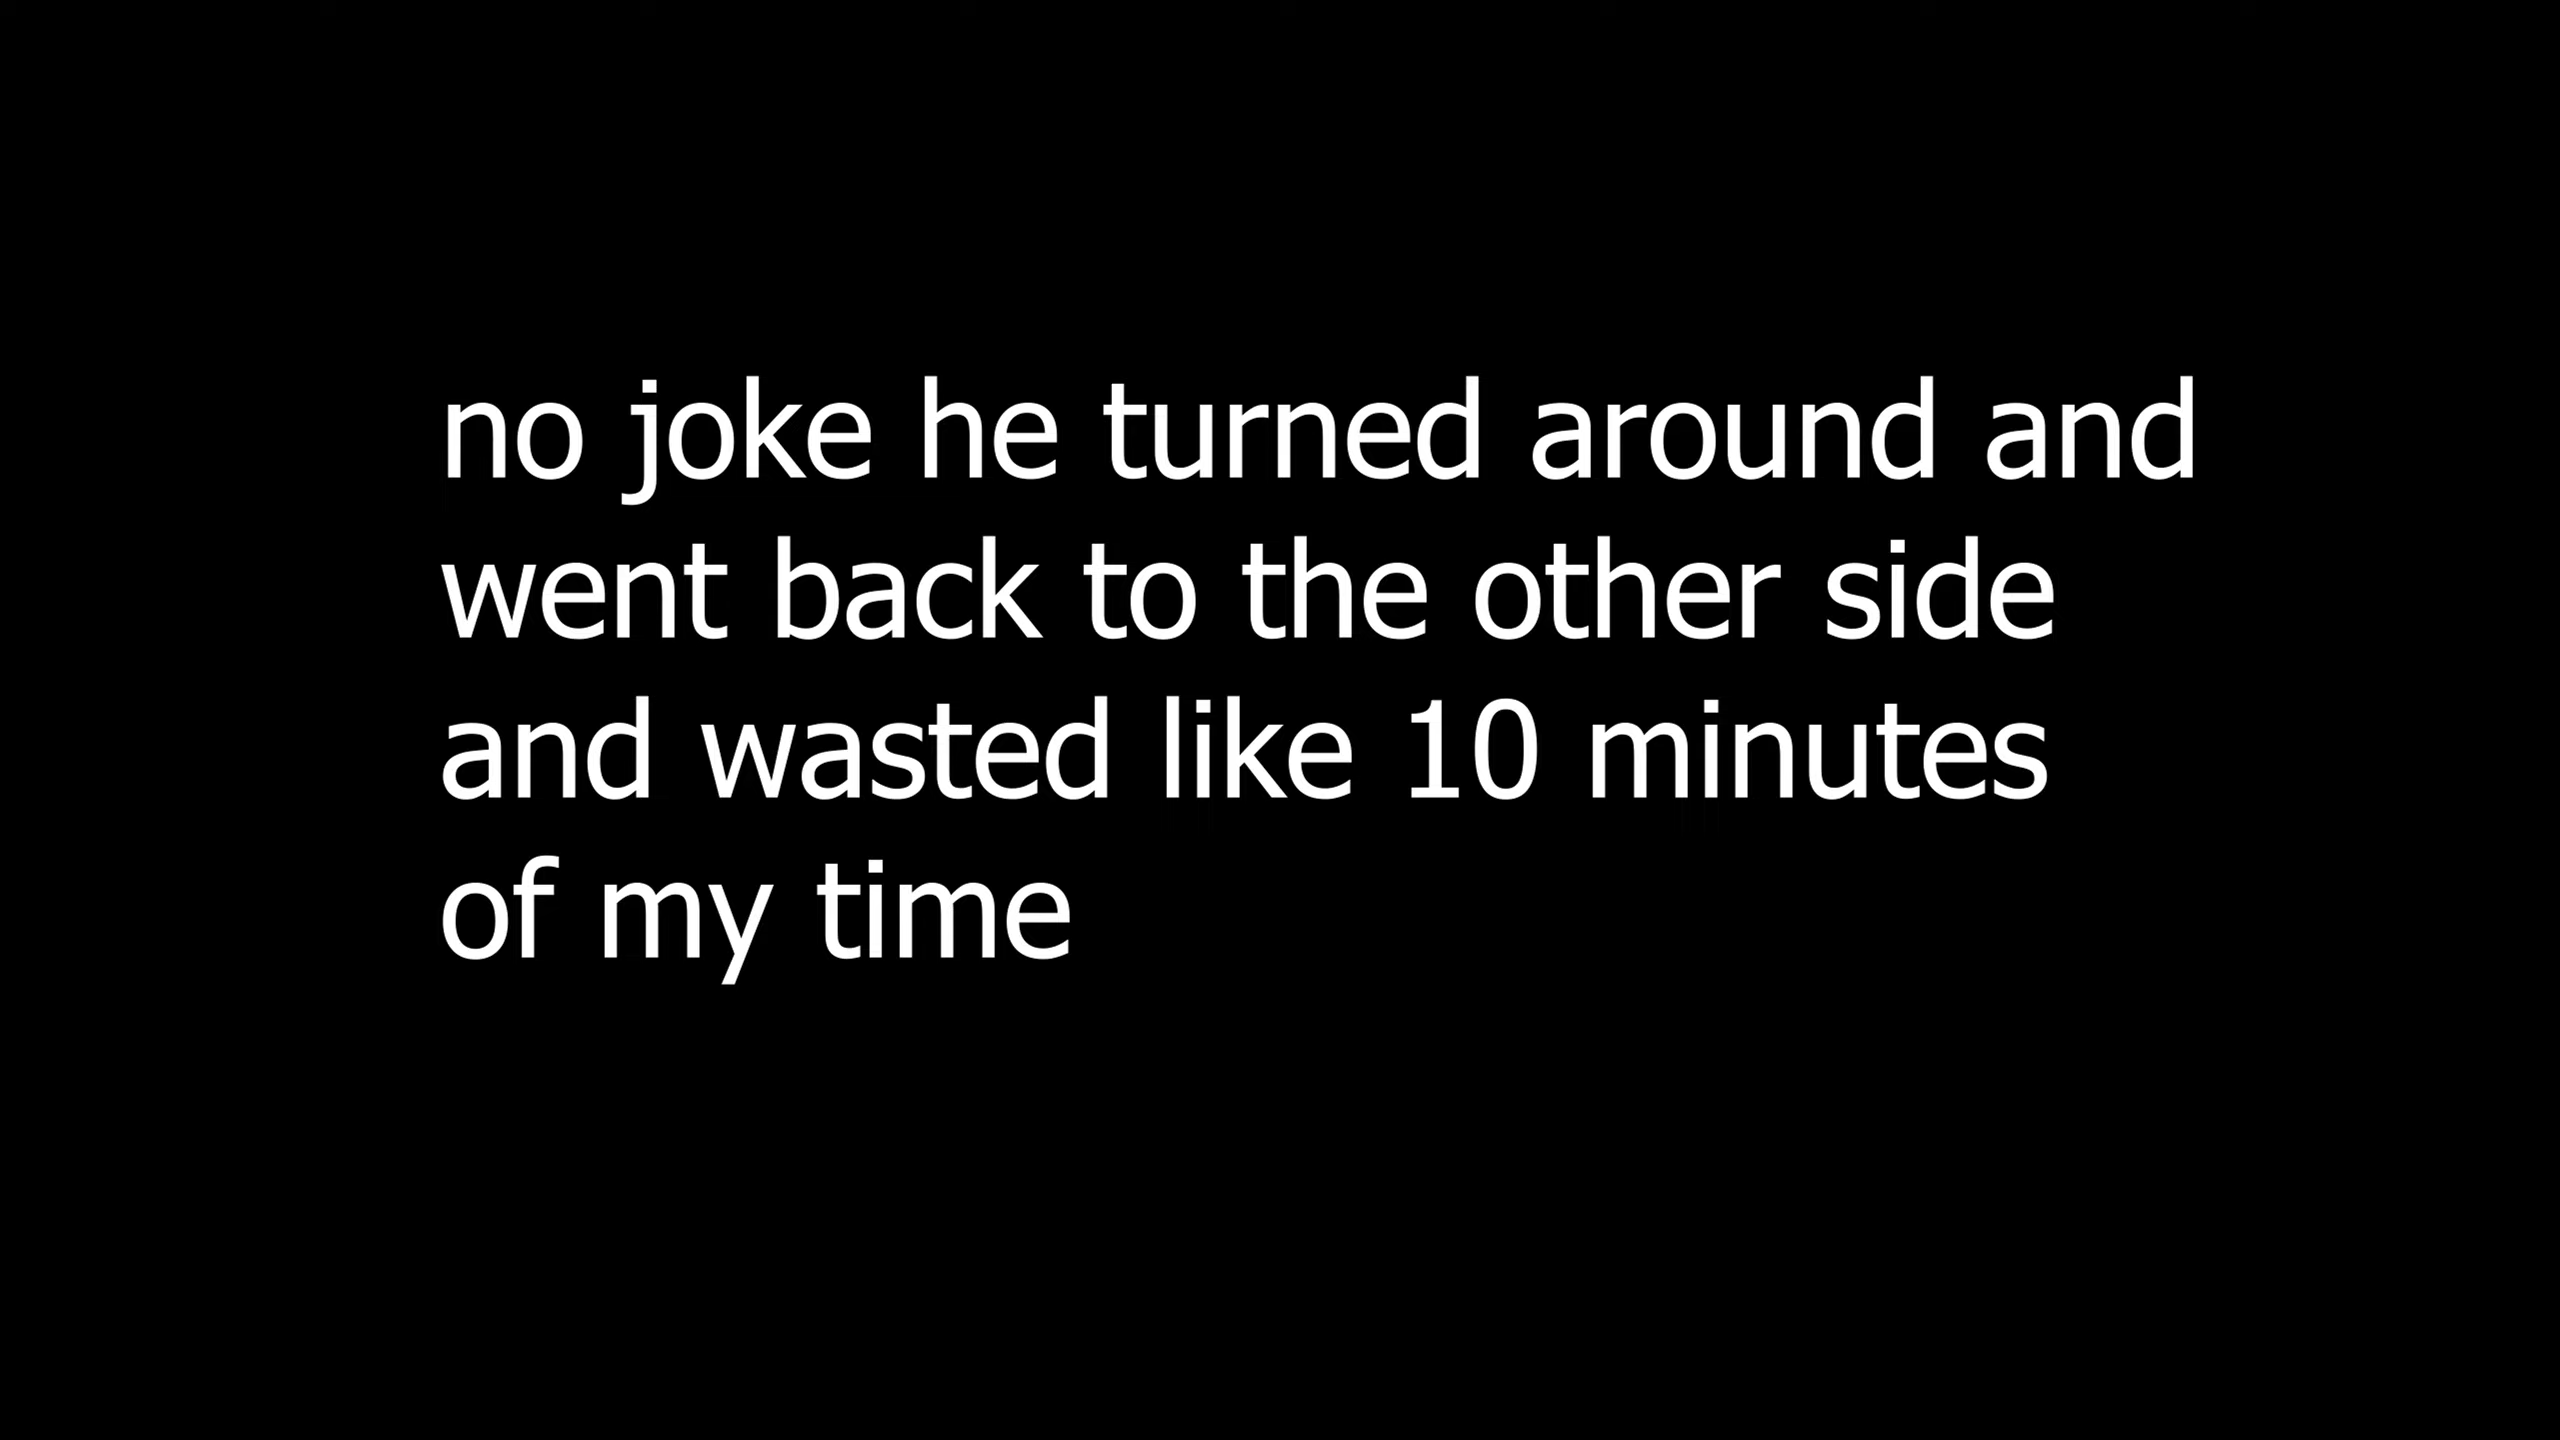 no joke he turned around and
went back to the other side
and wasted like 10 minutes
of my time